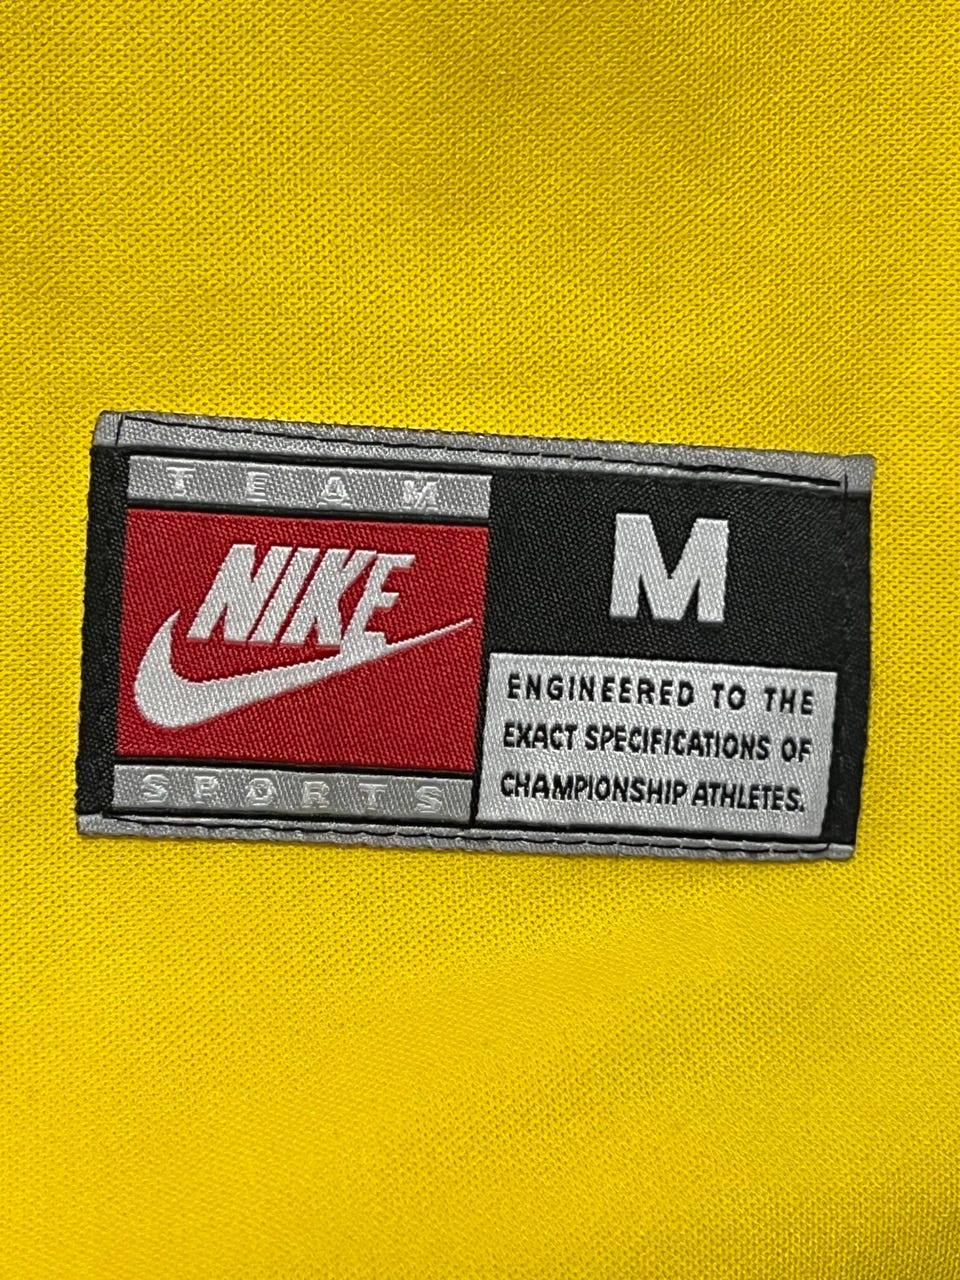 TEAM
NIKE
SPORTS
M
ENGINEERED TO THE
EXACT SPECIFICATIONS OF
CHAMPIONSHIP ATHLETES.